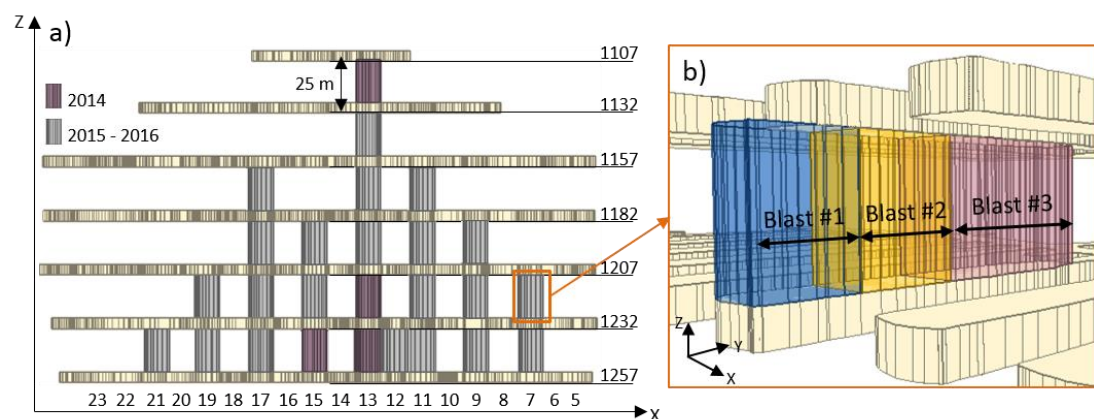 Z
a)
2014
2015 - 2016
25 m
1107
1132
1157
1182
1207
1232
1257
23 22 21 20 19 18 17 16 15 14 13 12 11 10 9 8 7 6 5
X
b)
Blast #1
Blast #2
Blast #3
Z
Y
X